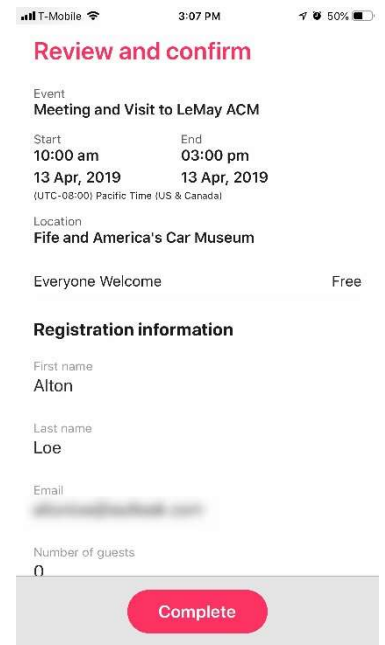 T-Mobile 3:07 PM 50%
Review and confirm
Event
Meeting and Visit to LeMay ACM
Start End
10:00 am 03:00 pm
13 Apr, 2019 13 Apr, 2019
(UTC-08:00) Pacific Time (US & Canada)
Location
Fife and America's Car Museum
Everyone Welcome Free
Registration information
First name
Alton
Last name
Loe
Email
Number of guests
0
Complete